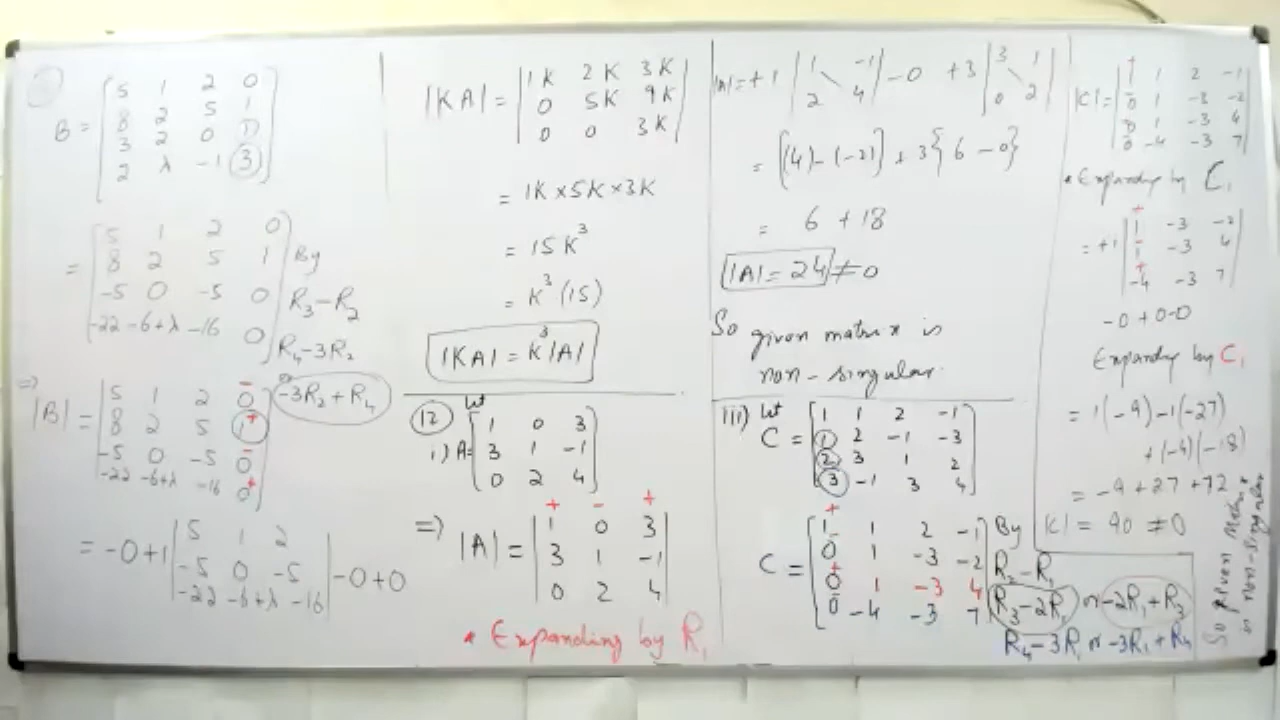 B = [5 1 2 0
8 2 5 1
3 2 0 0
2 λ -1 3]
= [5 1 2 0
8 2 5 1
-5 0 -5 0
-22 -6+λ -16 0] By
R3-R2
R4-3R2
-3R2+R4
=> |B| = |5 1 2 0
8 2 5 1
-5 0 -5 0
-22 -6+λ -16 0|
- + - +
= -0+1 |5 1 2
-5 0 -5
-22 -6+λ -16| -0+0
|KA| = |1K 2K 3K
0 5K 9K
0 0 3K|
= 1K×5K×3K
= 15K³
= K³(15)
|KA| = K³|A|
(12) Let
i) A = [1 0 3
3 1 -1
0 2 4]
+ - +
=> |A| = |1 0 3
3 1 -1
0 2 4|
* Expanding by R1
|A| = +1 |1 -1
2 4| -0 +3 |3 1
0 2|
= [(4)-(-2)] + 3{6-0}
= 6 + 18
|A| = 24 ≠ 0
So given matrix is
non-singular.
iii) Let
C = [1 1 2 -1
1 2 -1 -3
2 3 1 2
3 -1 3 4]
+ - + -
C = [1 1 2 -1
0 1 -3 -2
0 1 -3 4
0 -4 -3 7] By
R2-R1
R3-2R1 or -2R1+R3
R4-3R1 or -3R1+R4
|C| = |1 1 2 -1
0 1 -3 -2
0 1 -3 4
0 -4 -3 7|
* Expanding by C1
= +1 |1 -3 -2
1 -3 4
-4 -3 7|
+ - +
-0+0-0
Expanding by C1
= 1(-9)-1(-27)
+(-4)(-18)
= -9+27+72
|C| = 90 ≠ 0
So given matrix
is non-singular